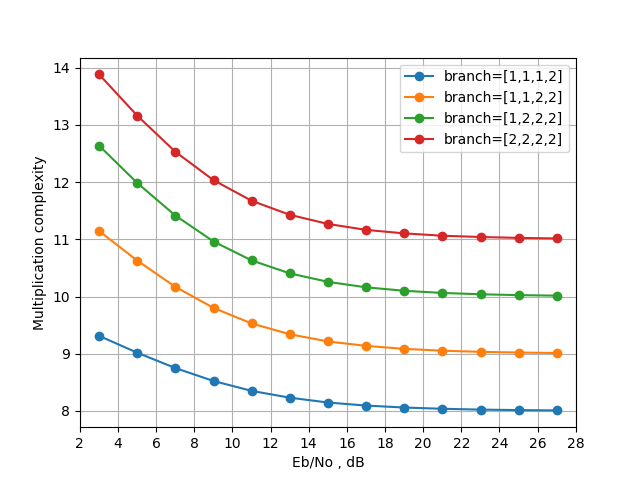 branch=[1,1,1,2]
branch=[1,1,2,2]
branch=[1,2,2,2]
branch=[2,2,2,2]
Multiplication complexity
14
13
12
11
10
9
8
2 4 6 8 10 12 14 16 18 20 22 24 26 28
Eb/No , dB